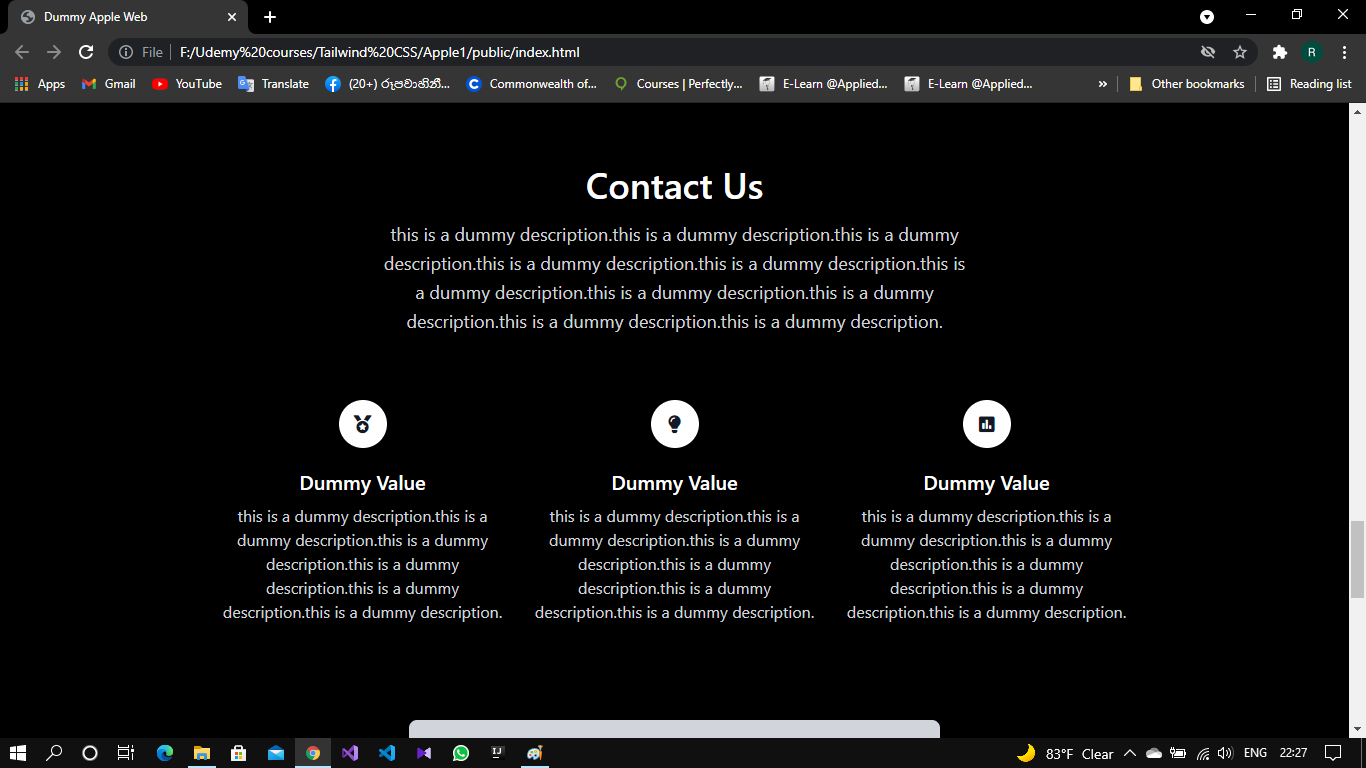 Dummy Apple Web
File F:/Udemy%20courses/Tailwind%20CSS/Apple1/public/index.html
R
Apps Gmail YouTube Translate (20+) රූපවාහිනී... Commonwealth of... Courses | Perfectly... E-Learn @Applied... E-Learn @Applied... » Other bookmarks Reading list
Contact Us
this is a dummy description.this is a dummy description.this is a dummy
description.this is a dummy description.this is a dummy description.this is
a dummy description.this is a dummy description.this is a dummy
description.this is a dummy description.this is a dummy description.
Dummy Value
this is a dummy description.this is a
dummy description.this is a dummy
description.this is a dummy
description.this is a dummy
description.this is a dummy description.
Dummy Value
this is a dummy description.this is a
dummy description.this is a dummy
description.this is a dummy
description.this is a dummy
description.this is a dummy description.
Dummy Value
this is a dummy description.this is a
dummy description.this is a dummy
description.this is a dummy
description.this is a dummy
description.this is a dummy description.
83°F Clear ENG 22:27